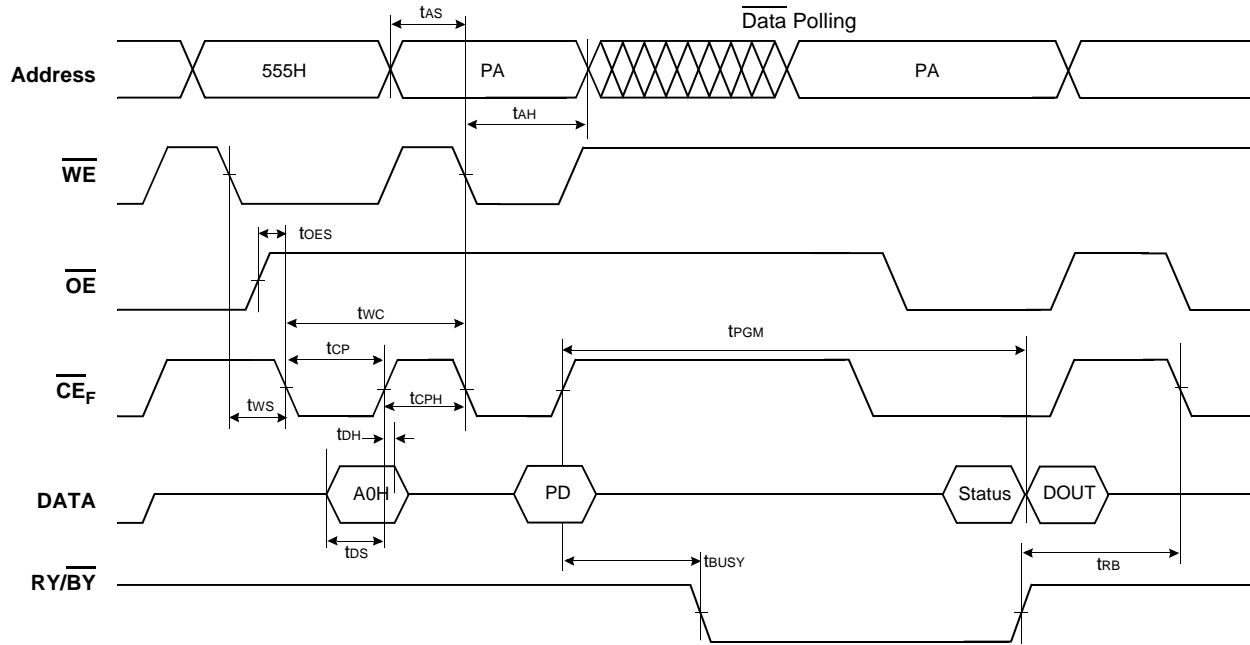 tAS
Data Polling
Address
555H
PA
PA
tAH
WE
tOES
OE
tWC
tPGM
tCP
CEF
tCPH
tWS
tDH
DATA
A0H
PD
Status
DOUT
tDS
tBUSY
tRB
RY/BY